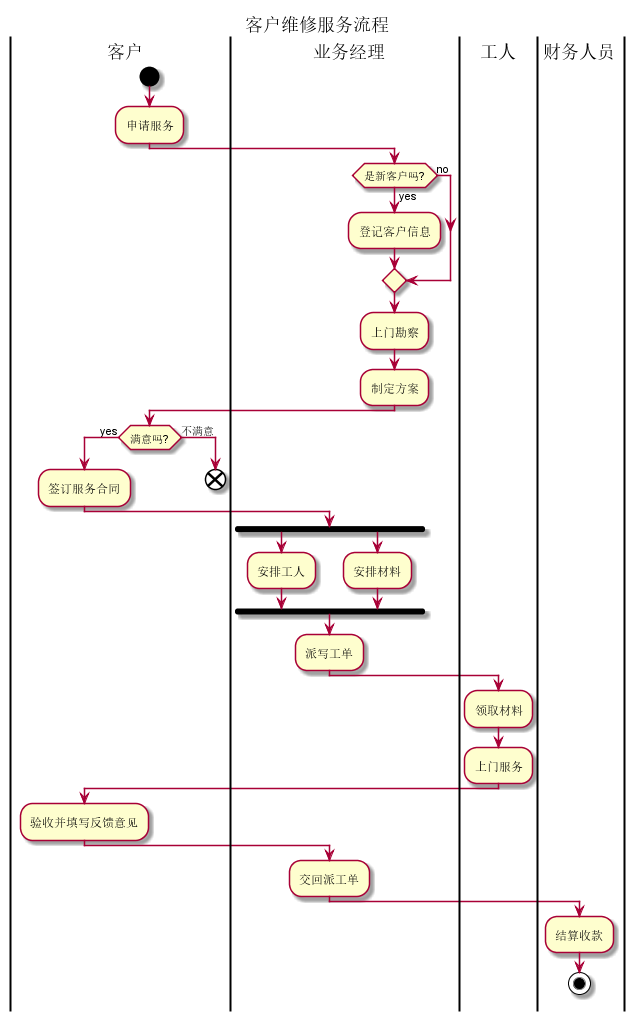 客户维修服务流程
客户
业务经理
工人
财务人员
申请服务
是新客户吗?
no
yes
登记客户信息
上门勘察
制定方案
yes
满意吗?
不满意
签订服务合同
安排工人
安排材料
派写工单
领取材料
上门服务
验收并填写反馈意见
交回派工单
结算收款